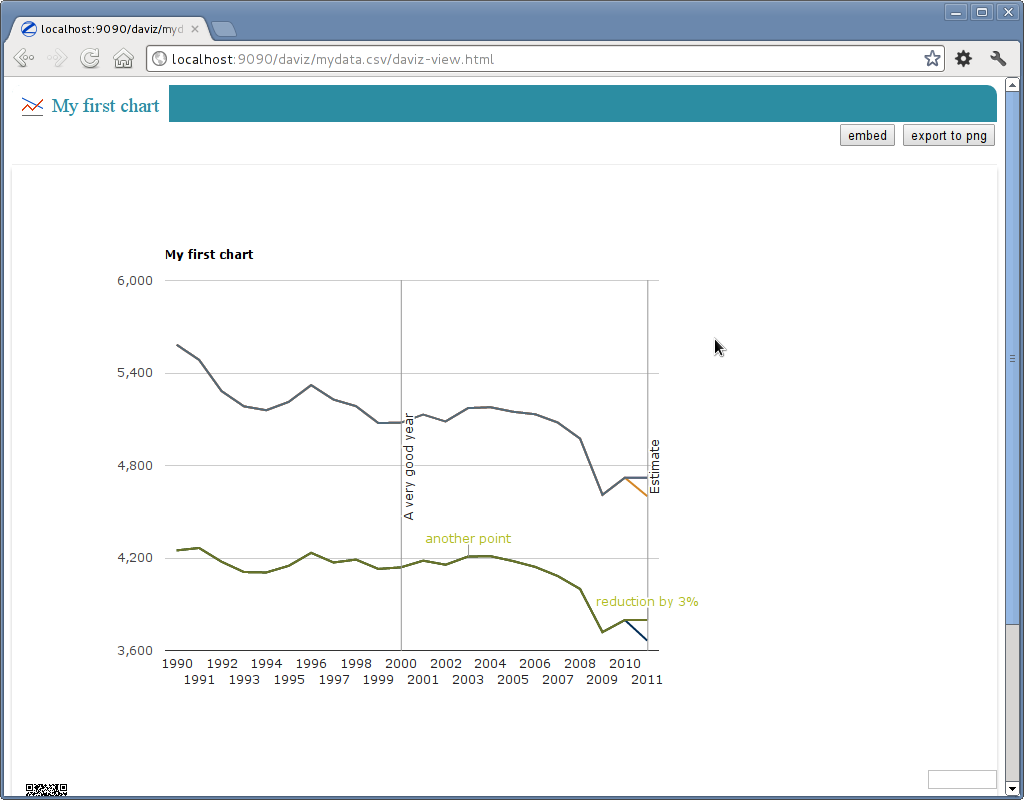 localhost:9090/daviz/myd
localhost:9090/daviz/mydata.csv/daviz-view.html
My first chart
embed
export to png
My first chart
6,000
5,400
4,800
4,200
3,600
A very good year
Estimate
another point
reduction by 3%
1990 1992 1994 1996 1998 2000 2002 2004 2006 2008 2010
1991 1993 1995 1997 1999 2001 2003 2005 2007 2009 2011